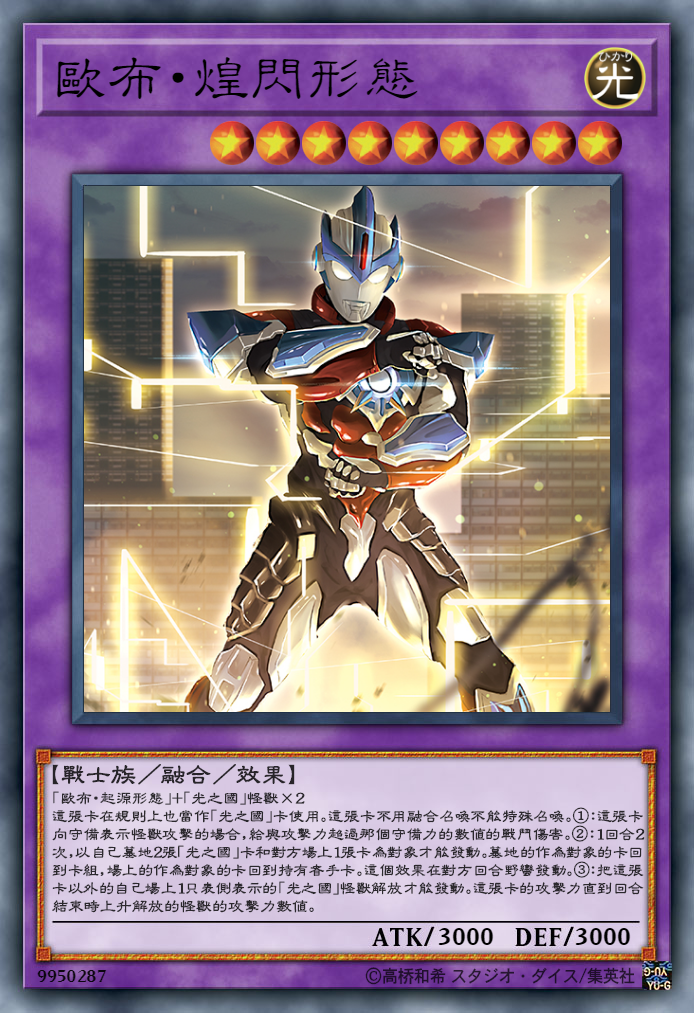 歐布·煌閃形態
ひかり
光
【戰士族／融合／效果】
「歐布·起源形態」+「光之國」怪獸×2
這張卡在規則上也當作「光之國」卡使用。這張卡不用融合召喚不能特殊召喚。①：這張卡
向守備表示怪獸攻擊的場合，給與攻擊力超過那個守備力的數值的戰鬥傷害。②：1回合2
次，以自己墓地2張「光之國」卡和對方場上1張卡為對象才能發動。墓地的作為對象的卡回
到卡組，場上的作為對象的卡回到持有者手卡。這個效果在對方回合也能發動。③：把這張
卡以外的自己場上1只表側表示的「光之國」怪獸解放才能發動。這張卡的攻擊力直到回合
結束時上升解放的怪獸的攻擊力數值。
ATK/3000 DEF/3000
9950287
©高桥和希 スタジオ・ダイス/集英社
YU-G